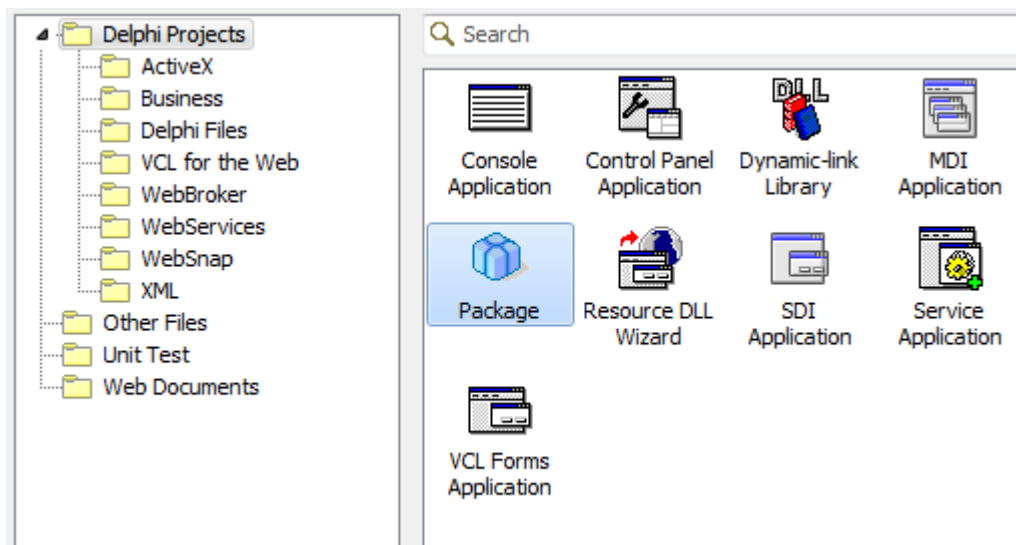 Delphi Projects
ActiveX
Business
Delphi Files
VCL for the Web
WebBroker
WebServices
WebSnap
XML
Other Files
Unit Test
Web Documents
Search
DLL
Console
Application
Control Panel
Application
Dynamic-link
Library
MDI
Application
Package
Resource DLL
Wizard
SDI
Application
Service
Application
VCL Forms
Application